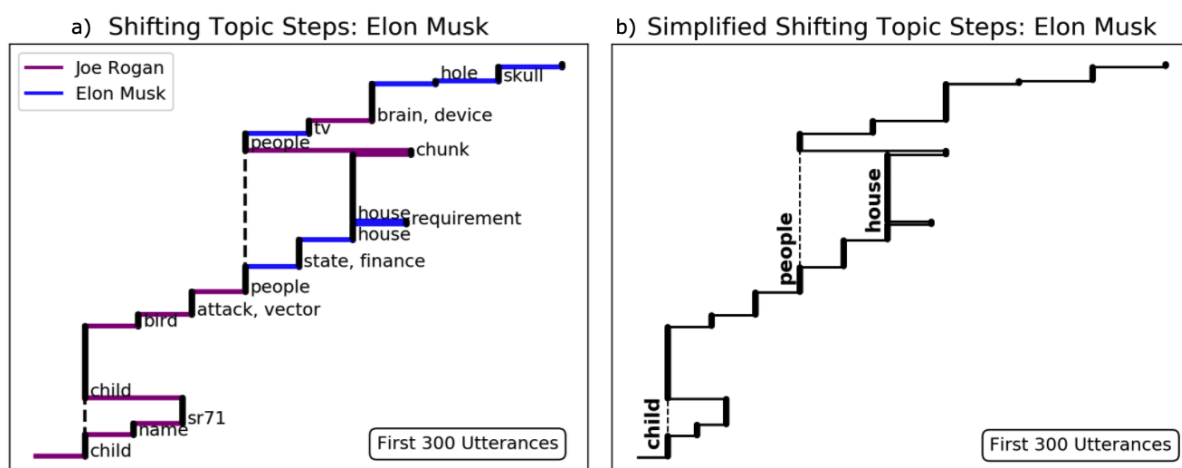 a) Shifting Topic Steps: Elon Musk
Joe Rogan
Elon Musk
hole
skull
tv
brain, device
people
chunk
house
requirement
house
state, finance
people
attack, vector
bird
child
sr71
name
child
First 300 Utterances
b) Simplified Shifting Topic Steps: Elon Musk
house
people
child
First 300 Utterances